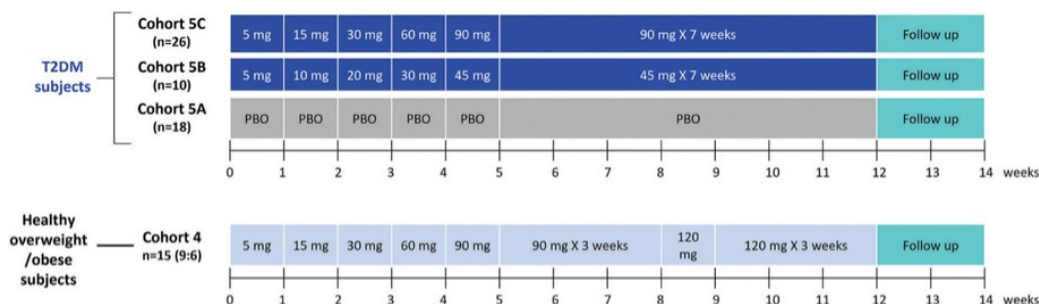 Cohort 5C
(n=26)
5 mg 15 mg 30 mg 60 mg 90 mg 90 mg X 7 weeks Follow up
T2DM
subjects
Cohort 5B
(n=10)
5 mg 10 mg 20 mg 30 mg 45 mg 45 mg X 7 weeks Follow up
Cohort 5A
(n=18)
PBO PBO PBO PBO PBO PBO Follow up
0 1 2 3 4 5 6 7 8 9 10 11 12 13 14 weeks
Healthy
overweight
/obese
subjects
Cohort 4
n=15 (9:6)
5 mg 15 mg 30 mg 60 mg 90 mg 90 mg X 3 weeks 120
mg 120 mg X 3 weeks Follow up
0 1 2 3 4 5 6 7 8 9 10 11 12 13 14 weeks